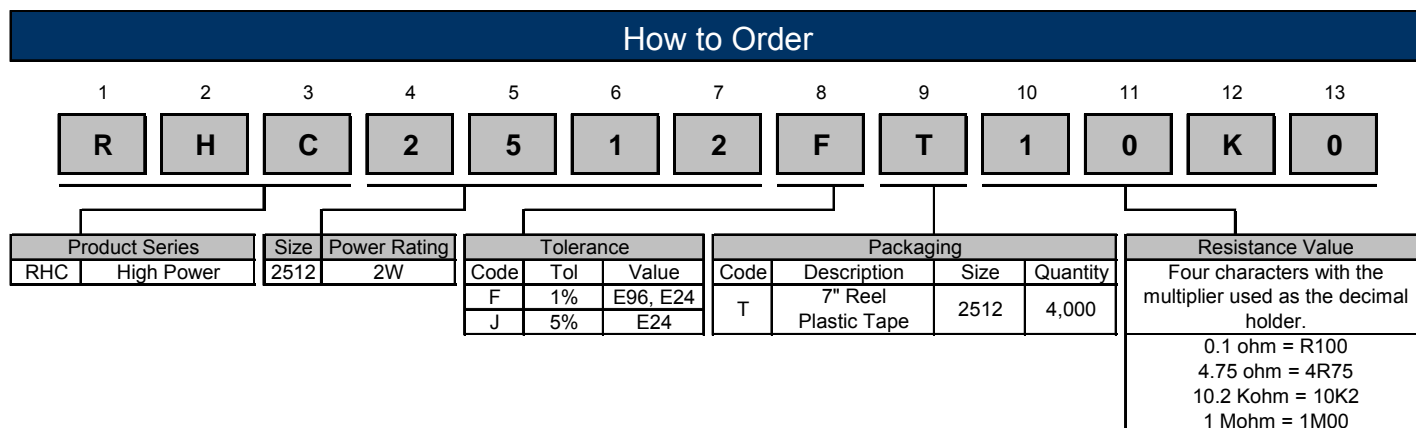 How to Order
1 2 3 4 5 6 7 8 9 10 11 12 13
R H C 2 5 1 2 F T 1 0 K 0
Product Series
RHC High Power
Size Power Rating
2512 2W
Tolerance
Code Tol Value
F 1% E96, E24
J 5% E24
Packaging
Code Description Size Quantity
T 7" Reel
Plastic Tape 2512 4,000
Resistance Value
Four characters with the
multiplier used as the decimal
holder.
0.1 ohm = R100
4.75 ohm = 4R75
10.2 Kohm = 10K2
1 Mohm = 1M00